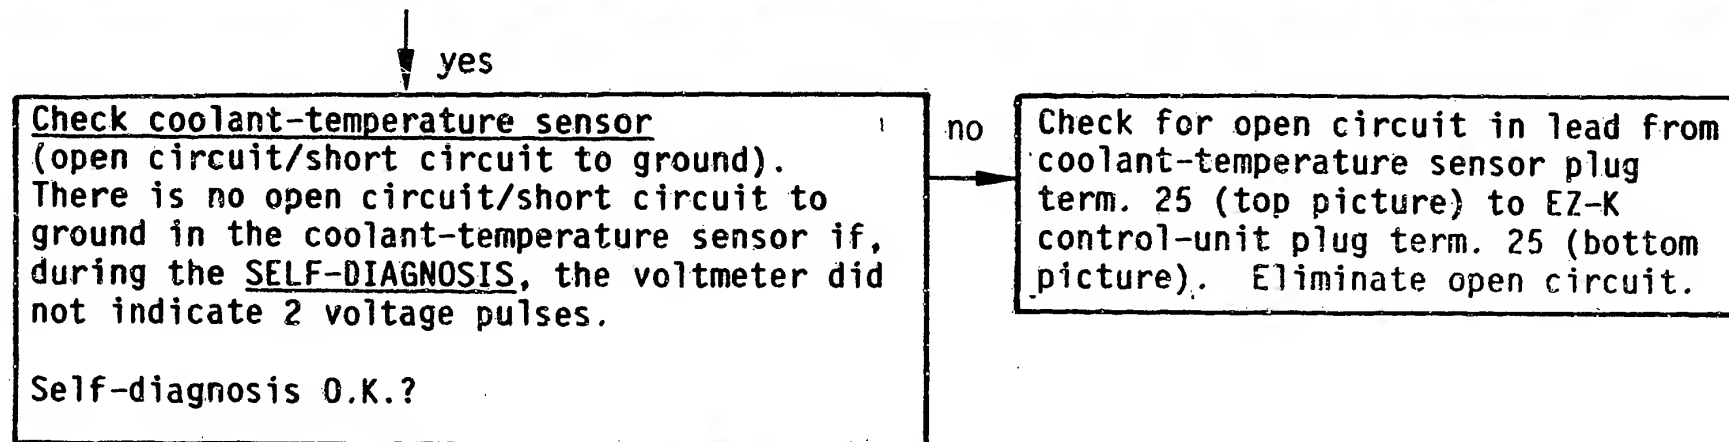 yes
Check coolant-temperature sensor
(open circuit/short circuit to ground).
There is no open circuit/short circuit to
ground in the coolant-temperature sensor if,
during the SELF-DIAGNOSIS, the voltmeter did
not indicate 2 voltage pulses.
Self-diagnosis O.K.?
no
Check for open circuit in lead from
coolant-temperature sensor plug
term. 25 (top picture) to EZ-K
control-unit plug term. 25 (bottom
picture). Eliminate open circuit.